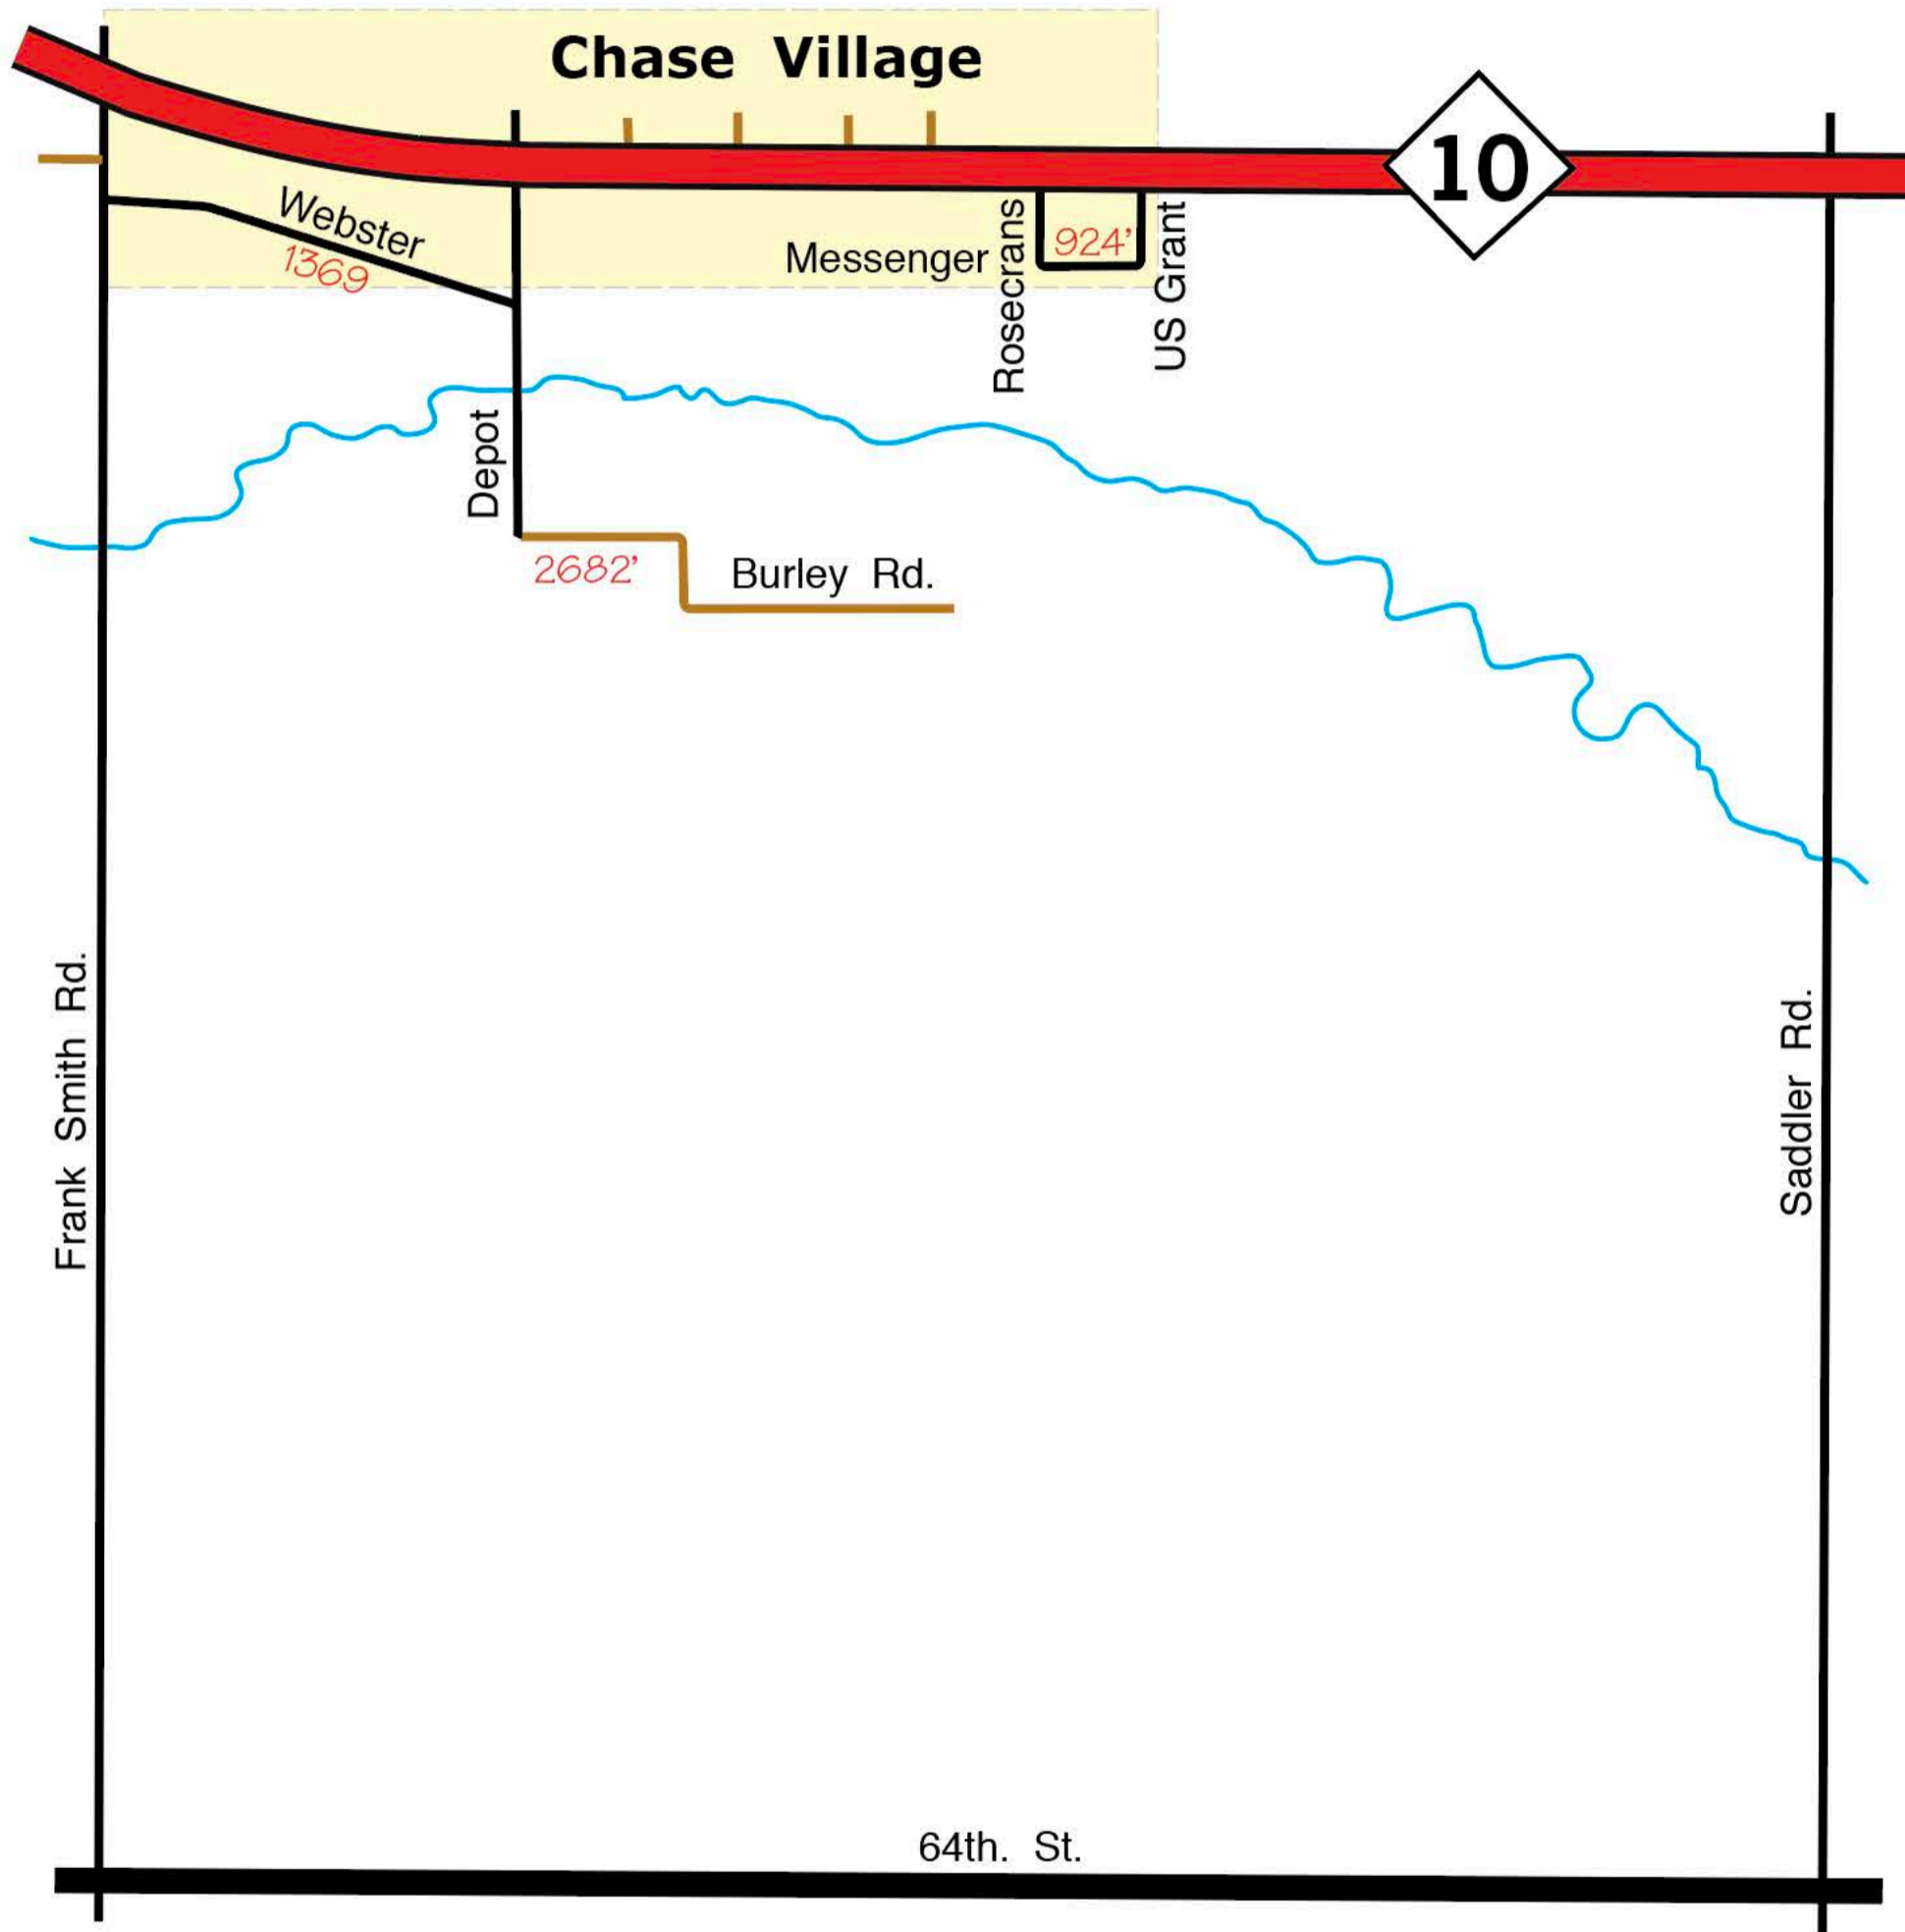 Chase Village
10
Webster
1369
Messenger
Rosecrans
924'
US Grant
Depot
2682'
Burley Rd.
Frank Smith Rd.
Saddler Rd.
64th. St.